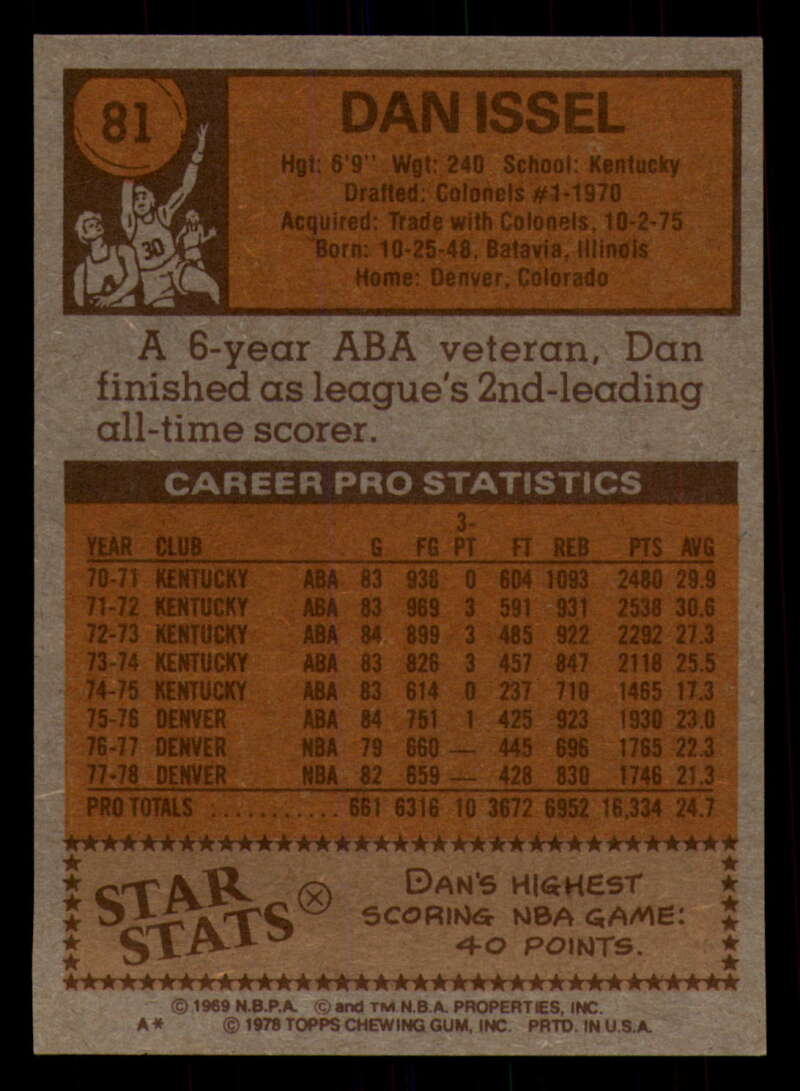 81
DAN ISSEL
Hgt: 6'9" Wgt: 240 School: Kentucky
Drafted: Colonels #1-1970
Acquired: Trade with Colonels, 10-2-75
Born: 10-25-48, Batavia, Illinois
Home: Denver, Colorado
30
A 6-year ABA veteran, Dan
finished as league's 2nd-leading
all-time scorer.
CAREER PRO STATISTICS
YEAR CLUB G FG 3-PT FT REB PTS AVG
70-71 KENTUCKY ABA 83 938 0 604 1093 2480 29.9
71-72 KENTUCKY ABA 83 969 3 591 931 2538 30.6
72-73 KENTUCKY ABA 84 899 3 485 922 2292 27.3
73-74 KENTUCKY ABA 83 826 3 457 847 2118 25.5
74-75 KENTUCKY ABA 83 614 0 237 710 1465 17.3
75-76 DENVER ABA 84 751 1 425 923 1930 23.0
76-77 DENVER NBA 79 660 — 445 696 1765 22.3
77-78 DENVER NBA 82 659 — 428 830 1746 21.3
PRO TOTALS ........... 661 6316 10 3672 6952 16,334 24.7
STAR
STATS
DAN'S HIGHEST
SCORING NBA GAME:
40 POINTS.
© 1969 N.B.P.A. © and TM N.B.A. PROPERTIES, INC.
A* © 1978 TOPPS CHEWING GUM, INC. PRTD. IN U.S.A.